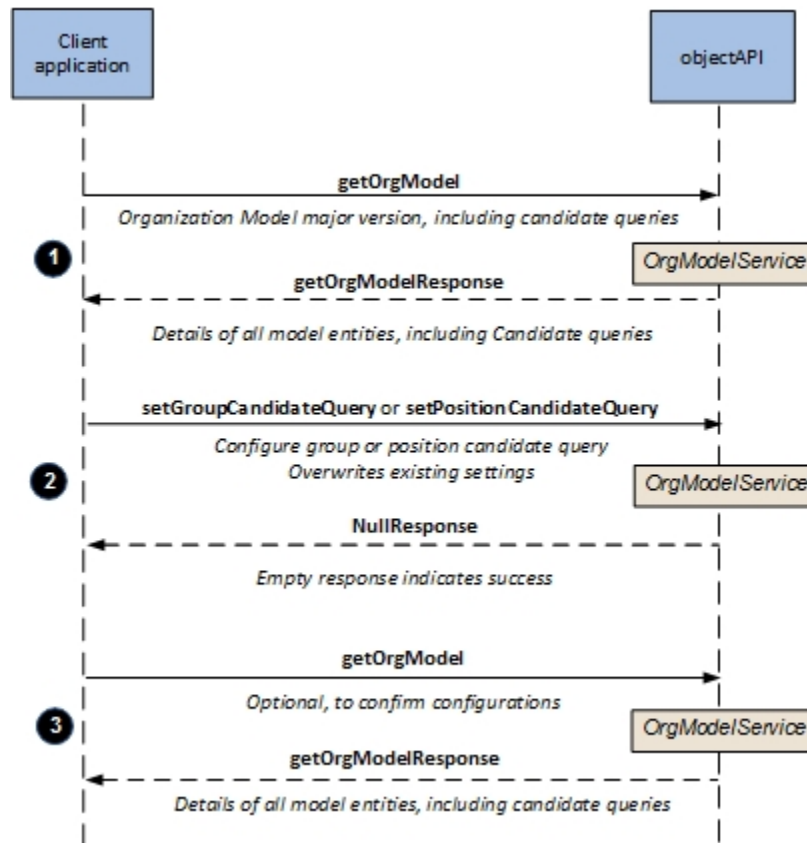 Client
application
objectAPI
getOrgModel
Organization Model major version, including candidate queries
1
OrgModelService
getOrgModelResponse
Details of all model entities, including Candidate queries
setGroupCandidateQuery or setPositionCandidateQuery
Configure group or position candidate query
Overwrites existing settings
2
OrgModelService
NullResponse
Empty response indicates success
getOrgModel
Optional, to confirm configurations
3
OrgModelService
getOrgModelResponse
Details of all model entities, including candidate queries